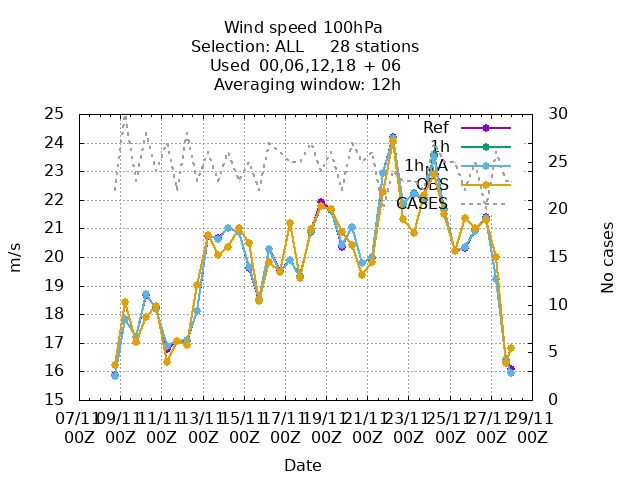 Wind speed 100hPa
Selection: ALL 28 stations
Used 00,06,12,18 + 06
Averaging window: 12h
25
24
23
22
21
20
19
18
17
16
15
m/s
30
25
20
15
10
5
0
No cases
Ref
1h
OBS
CASES
07/11 09/11 11/11 13/11 15/11 17/11 19/11 21/11 23/11 25/11 27/11 29/11
00Z 00Z 00Z 00Z 00Z 00Z 00Z 00Z 00Z 00Z 00Z 00Z
Date